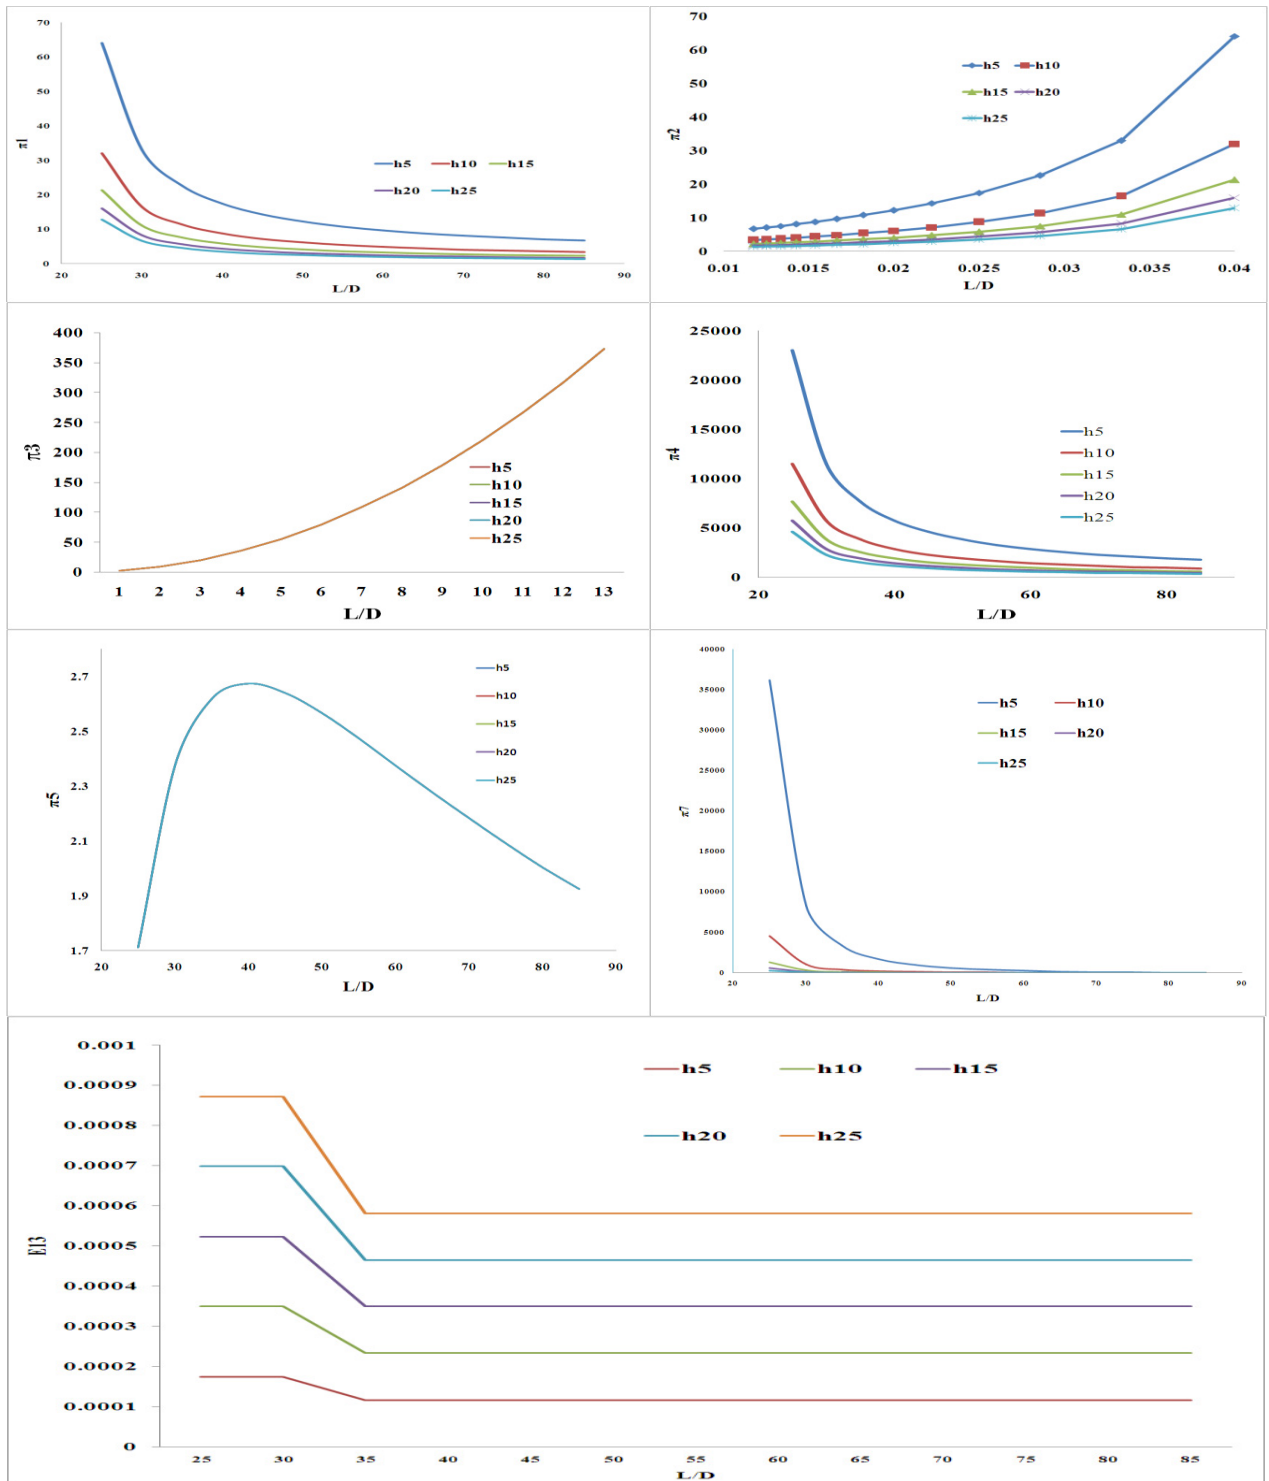 70
60
50
40
30
20
10
0
π1
h5 h10 h15
h20 h25
20 30 40 50 60 70 80 90
L/D
70
60
50
40
30
20
10
0
π2
h5 h10
h15 h20
h25
0.01 0.015 0.02 0.025 0.03 0.035 0.04
L/D
400
350
300
250
200
150
100
50
0
π3
h5
h10
h15
h20
h25
1 2 3 4 5 6 7 8 9 10 11 12 13
L/D
25000
20000
15000
10000
5000
0
π4
h5
h10
h15
h20
h25
20 40 60 80
L/D
2.7
2.5
2.3
2.1
1.9
1.7
π5
h5
h10
h15
h20
h25
20 30 40 50 60 70 80 90
L/D
40000
35000
30000
25000
20000
15000
10000
5000
0
π7
h5 h10
h15 h20
h25
20 30 40 50 60 70 80 90
L/D
0.001
0.0009
0.0008
0.0007
0.0006
0.0005
0.0004
0.0003
0.0002
0.0001
0
E13
h5 h10 h15
h20 h25
25 30 35 40 45 50 55 60 65 70 75 80 85
L/D